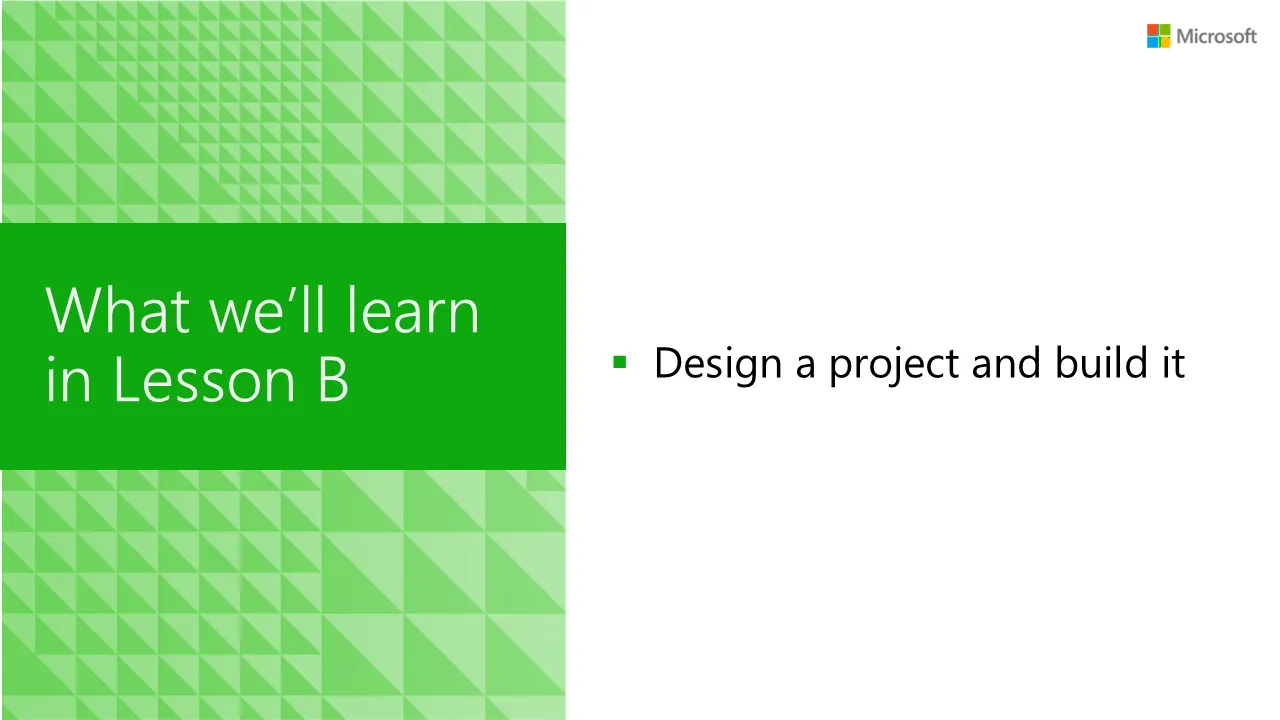 Microsoft
What we’ll learn
in Lesson B
▪ Design a project and build it